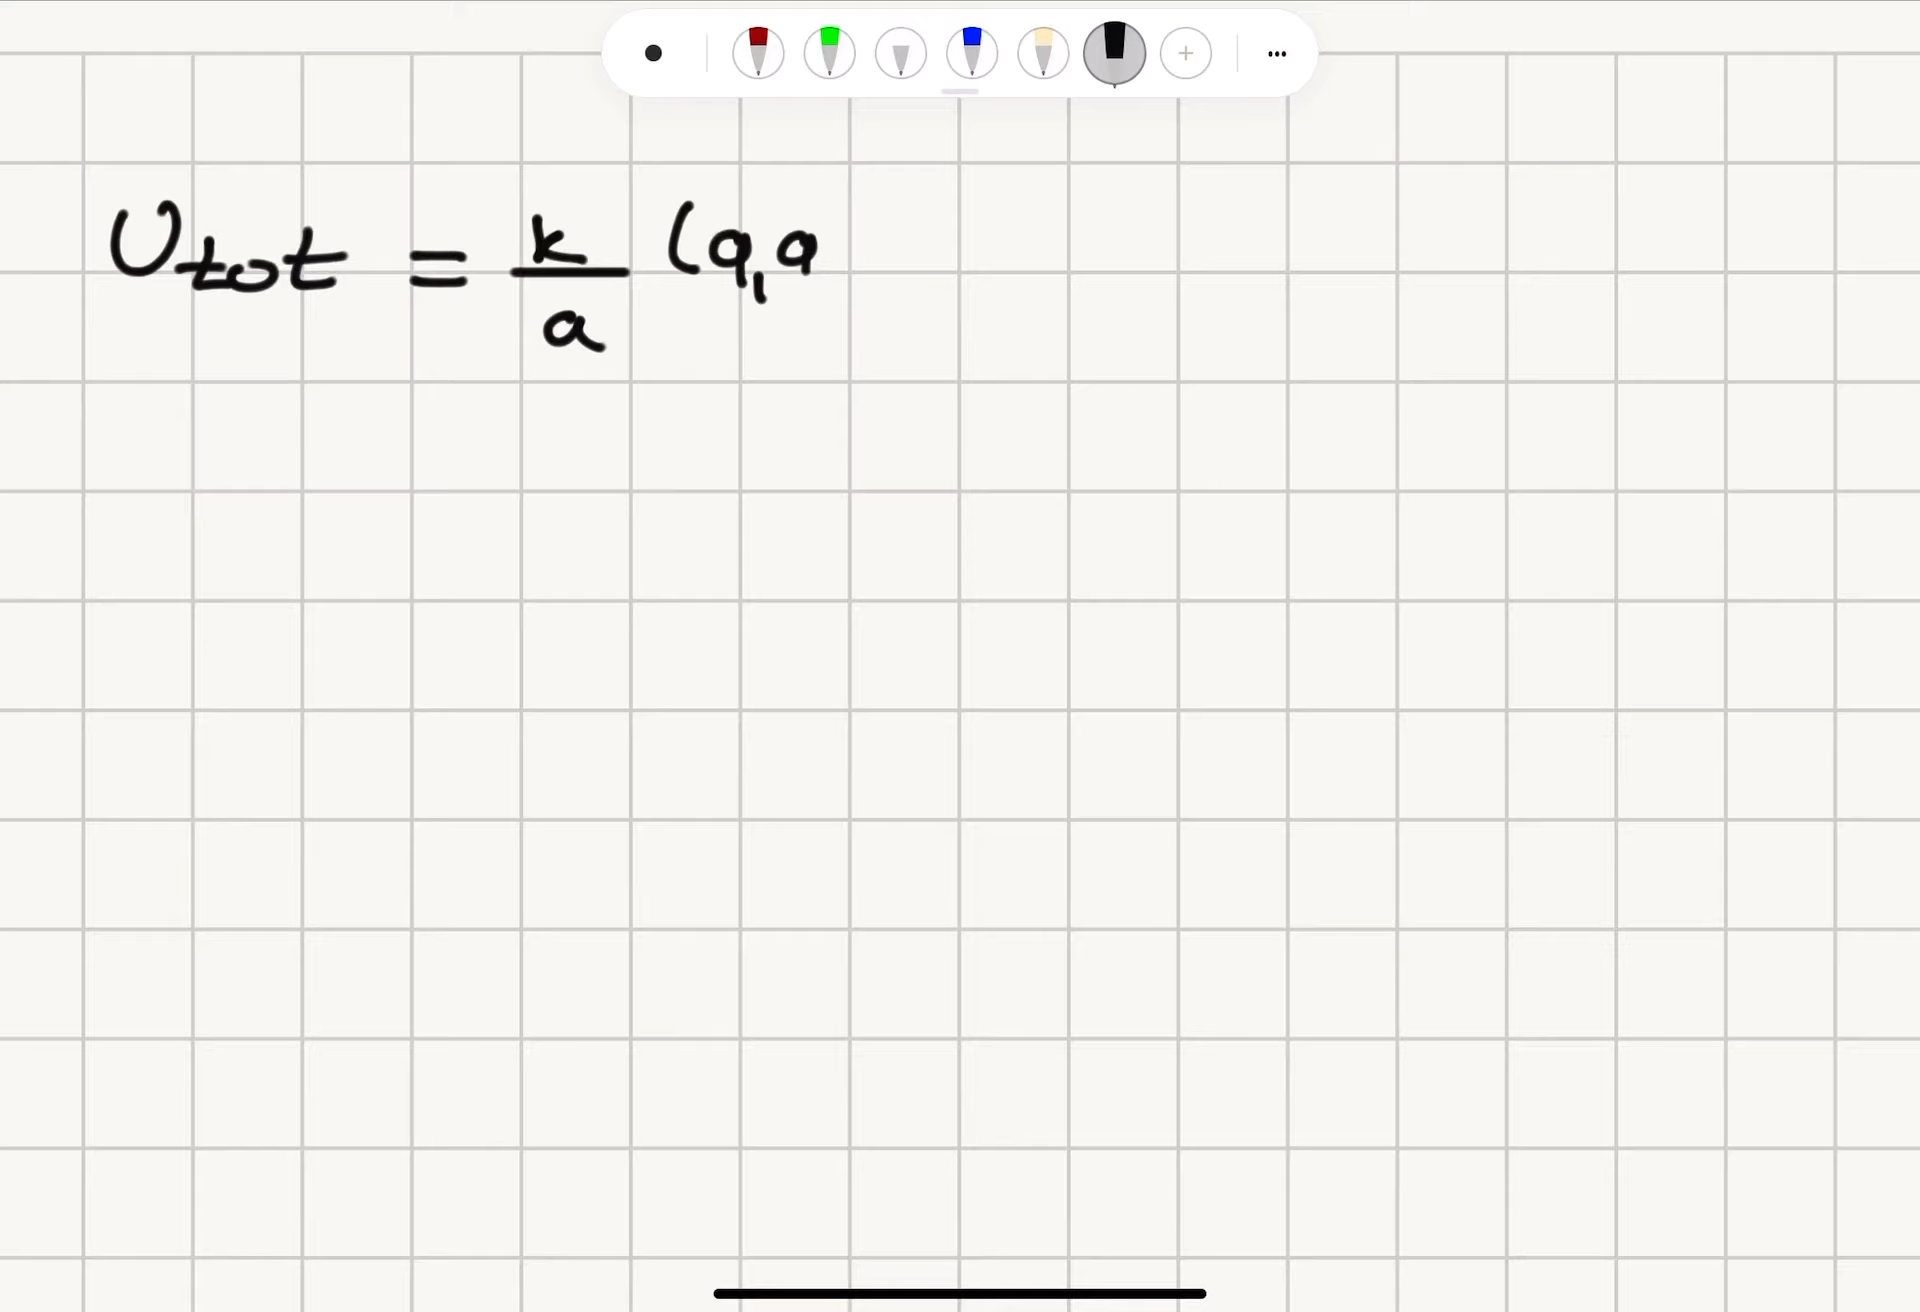 U_tot = k/a (q₁q